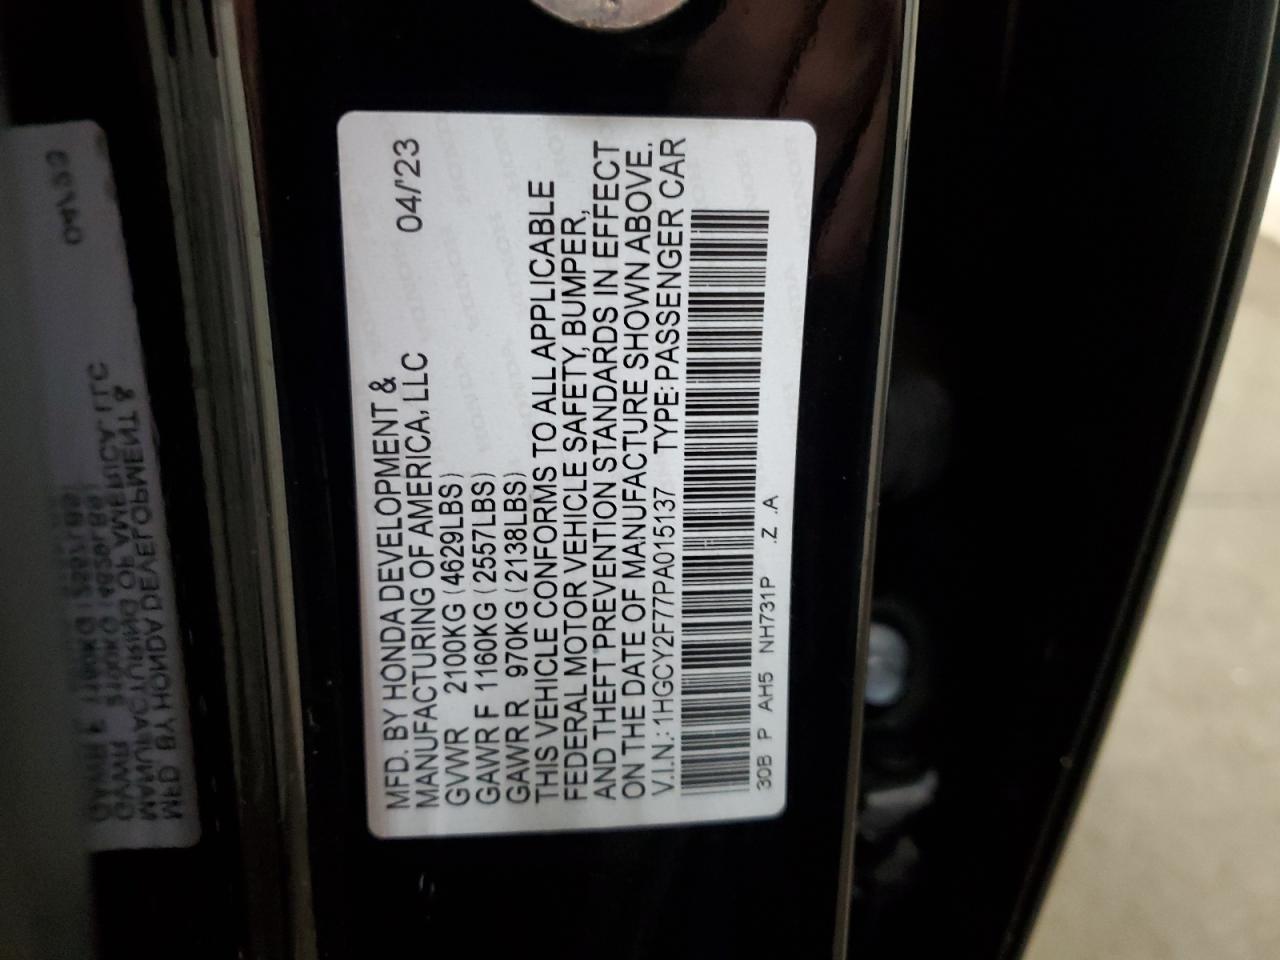 MFD. BY HONDA DEVELOPMENT &
MANUFACTURING OF AMERICA, LLC 04/'23
GVWR 2100KG (4629LBS)
GAWR F 1160KG (2557LBS)
GAWR R 970KG (2138LBS)
THIS VEHICLE CONFORMS TO ALL APPLICABLE
FEDERAL MOTOR VEHICLE SAFETY, BUMPER,
AND THEFT PREVENTION STANDARDS IN EFFECT
ON THE DATE OF MANUFACTURE SHOWN ABOVE.
V.I.N.: 1HGCY2F77PA015137 TYPE: PASSENGER CAR
30B P AH5 NH731P .Z .A